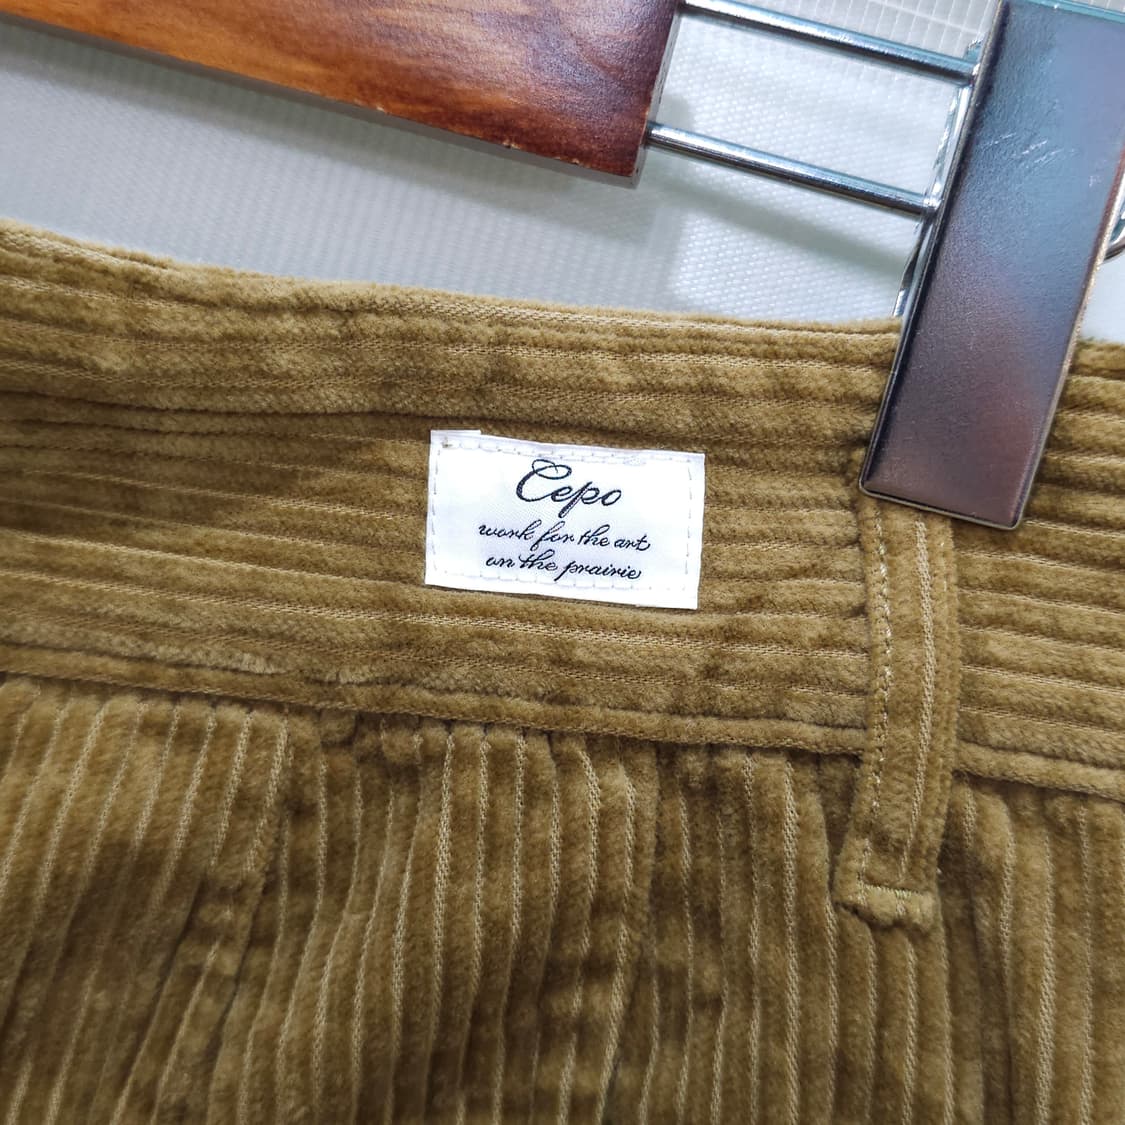 Cepo
work for the art
on the prairie